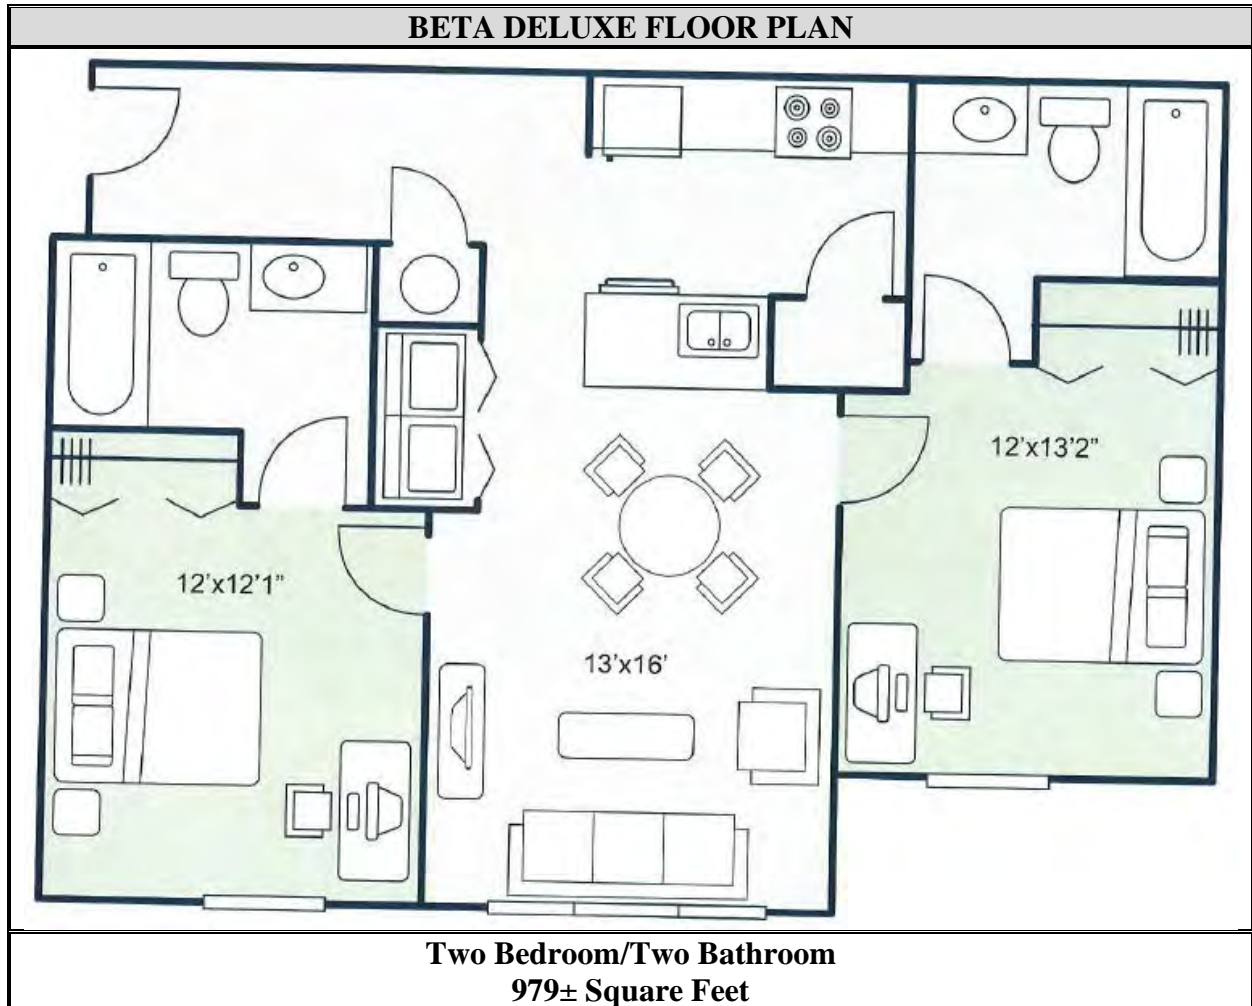 BETA DELUXE FLOOR PLAN
12'x13'2"
12'x12'1"
13'x16'
Two Bedroom/Two Bathroom
979± Square Feet